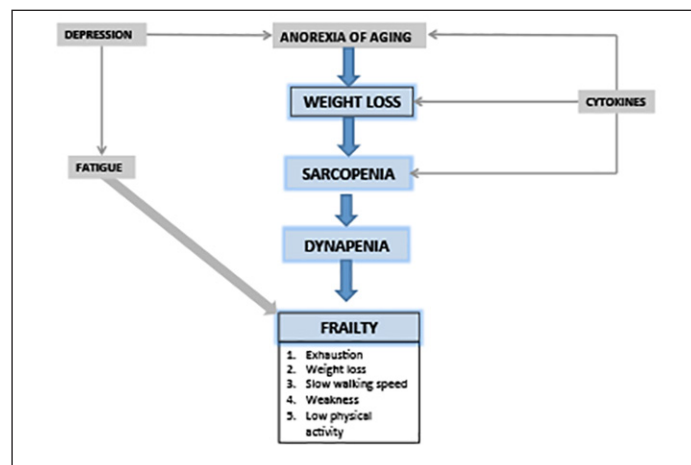 DEPRESSION
ANOREXIA OF AGING
WEIGHT LOSS
CYTOKINES
FATIGUE
SARCOPENIA
DYNAPENIA
FRAILTY
1. Exhaustion
2. Weight loss
3. Slow walking speed
4. Weakness
5. Low physical
activity